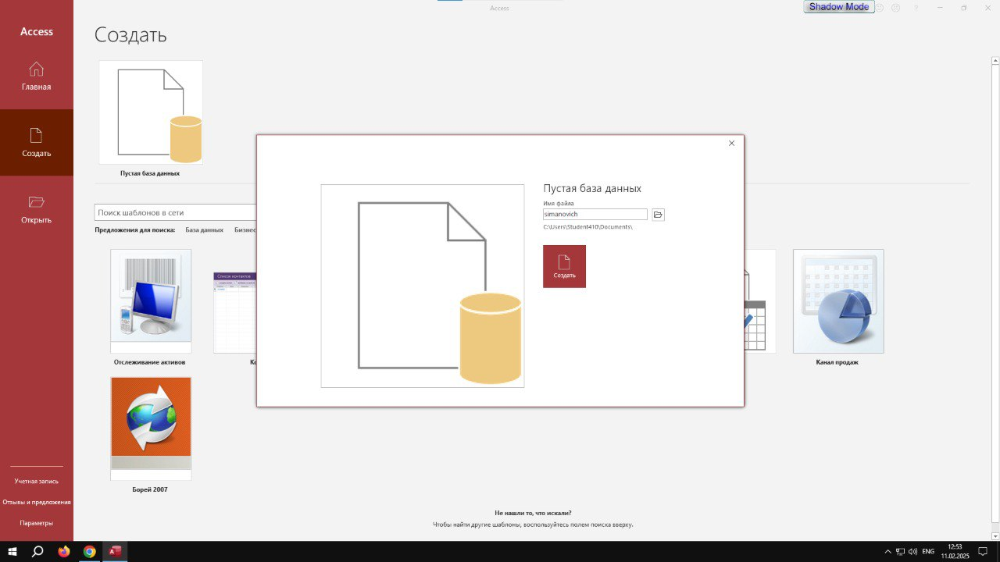 Access
Shadow Mode
Access
Главная
Создать
Открыть
Учетная запись
Отзывы и предложения
Параметры
Создать
Пустая база данных
Поиск шаблонов в сети
Предложения для поиска: База данных Бизнес
Список контактов
Отслеживание активов
Ко
Канал продаж
Борей 2007
Пустая база данных
Имя файла
simanovich
C:\Users\Student410\Documents\
Создать
Не нашли то, что искали?
Чтобы найти другие шаблоны, воспользуйтесь полем поиска вверху.
ENG
12:53
11.02.2025